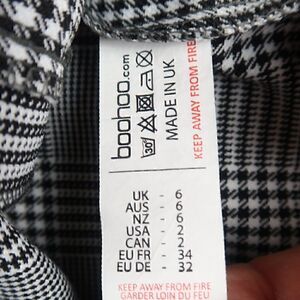 boohoo.com
30°
MADE IN UK
KEEP AWAY FROM FIRE
UK - 6
AUS - 6
NZ - 6
USA - 2
CAN - 2
EU FR - 34
EU DE - 32
KEEP AWAY FROM FIRE
GARDER LOIN DU FEU